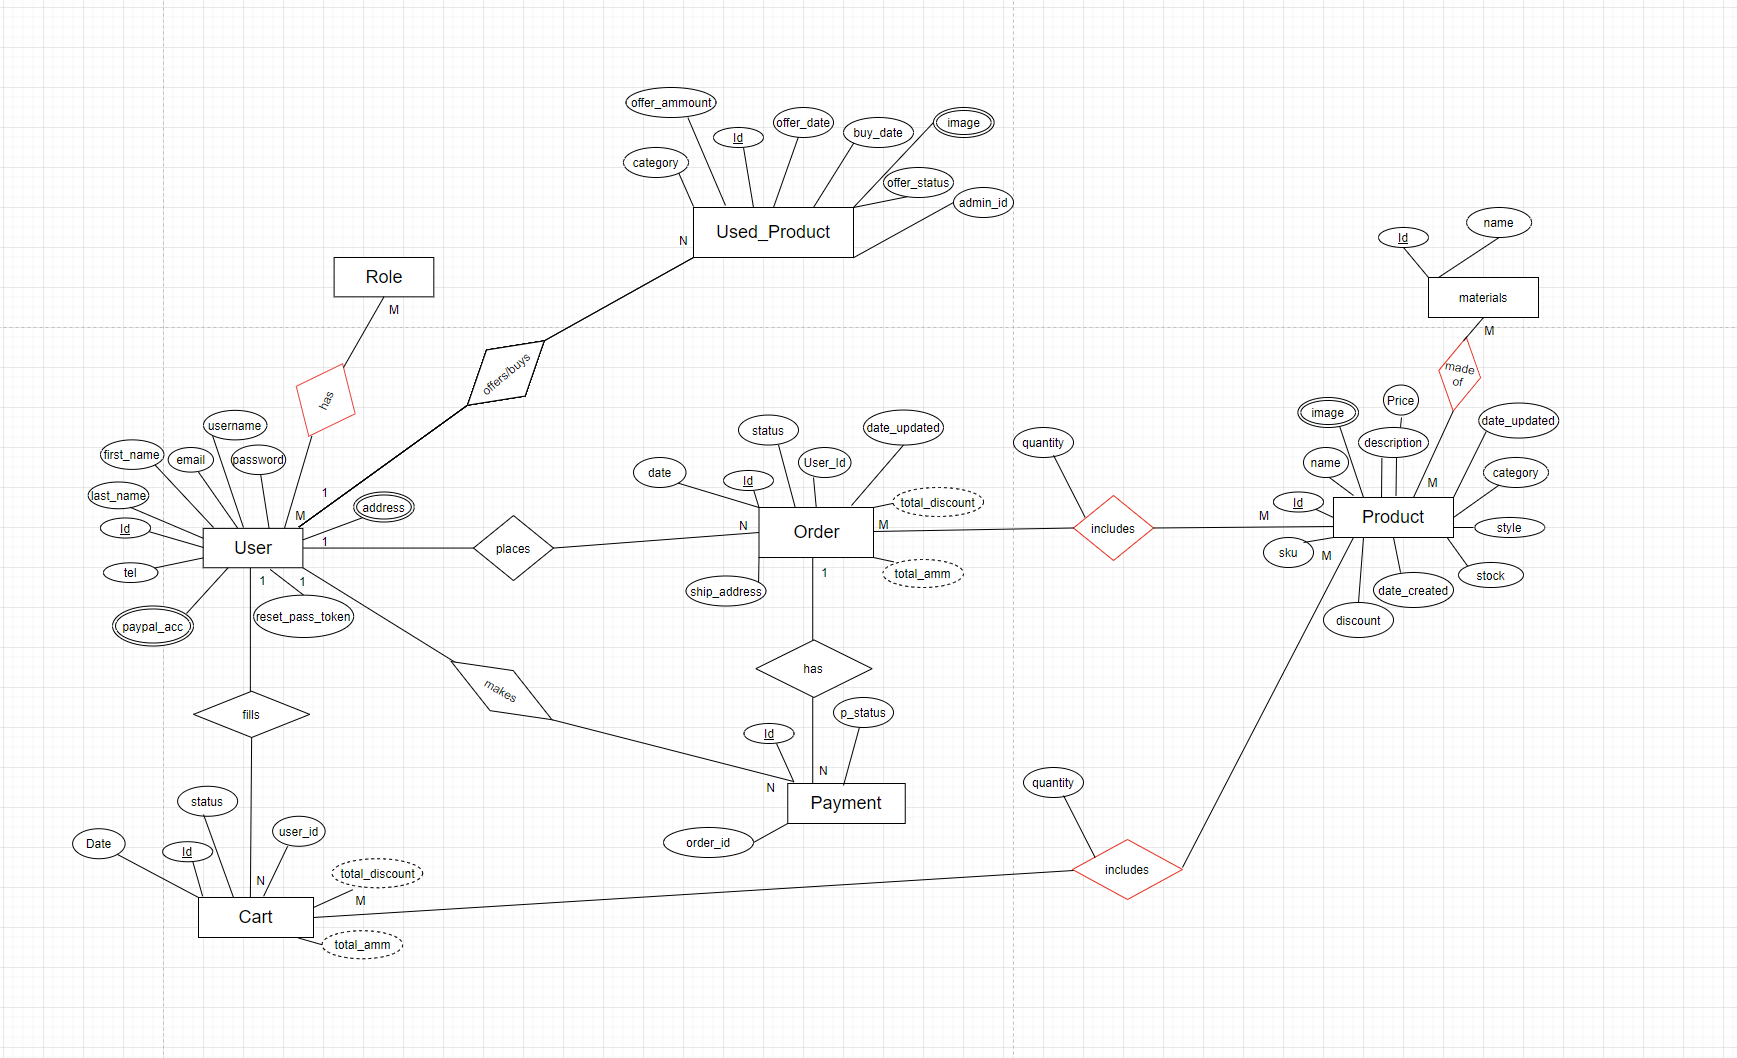 offer_ammount
Id
offer_date
buy_date
image
category
offer_status
admin_id
Used_Product
N
Role
M
Id
name
materials
M
has
offers/buys
made
of
username
first_name
email
password
last_name
Id
address
1
M
User
1
tel
1
1
paypal_acc
reset_pass_token
places
status
date_updated
date
Id
User_Id
total_discount
N
Order
M
total_amm
ship_address
1
quantity
includes
image
Price
description
date_updated
name
category
M
Id
M
Product
style
sku
M
stock
date_created
discount
has
makes
fills
Id
p_status
N
N
Payment
order_id
status
Date
Id
user_id
total_discount
N
M
Cart
total_amm
quantity
includes